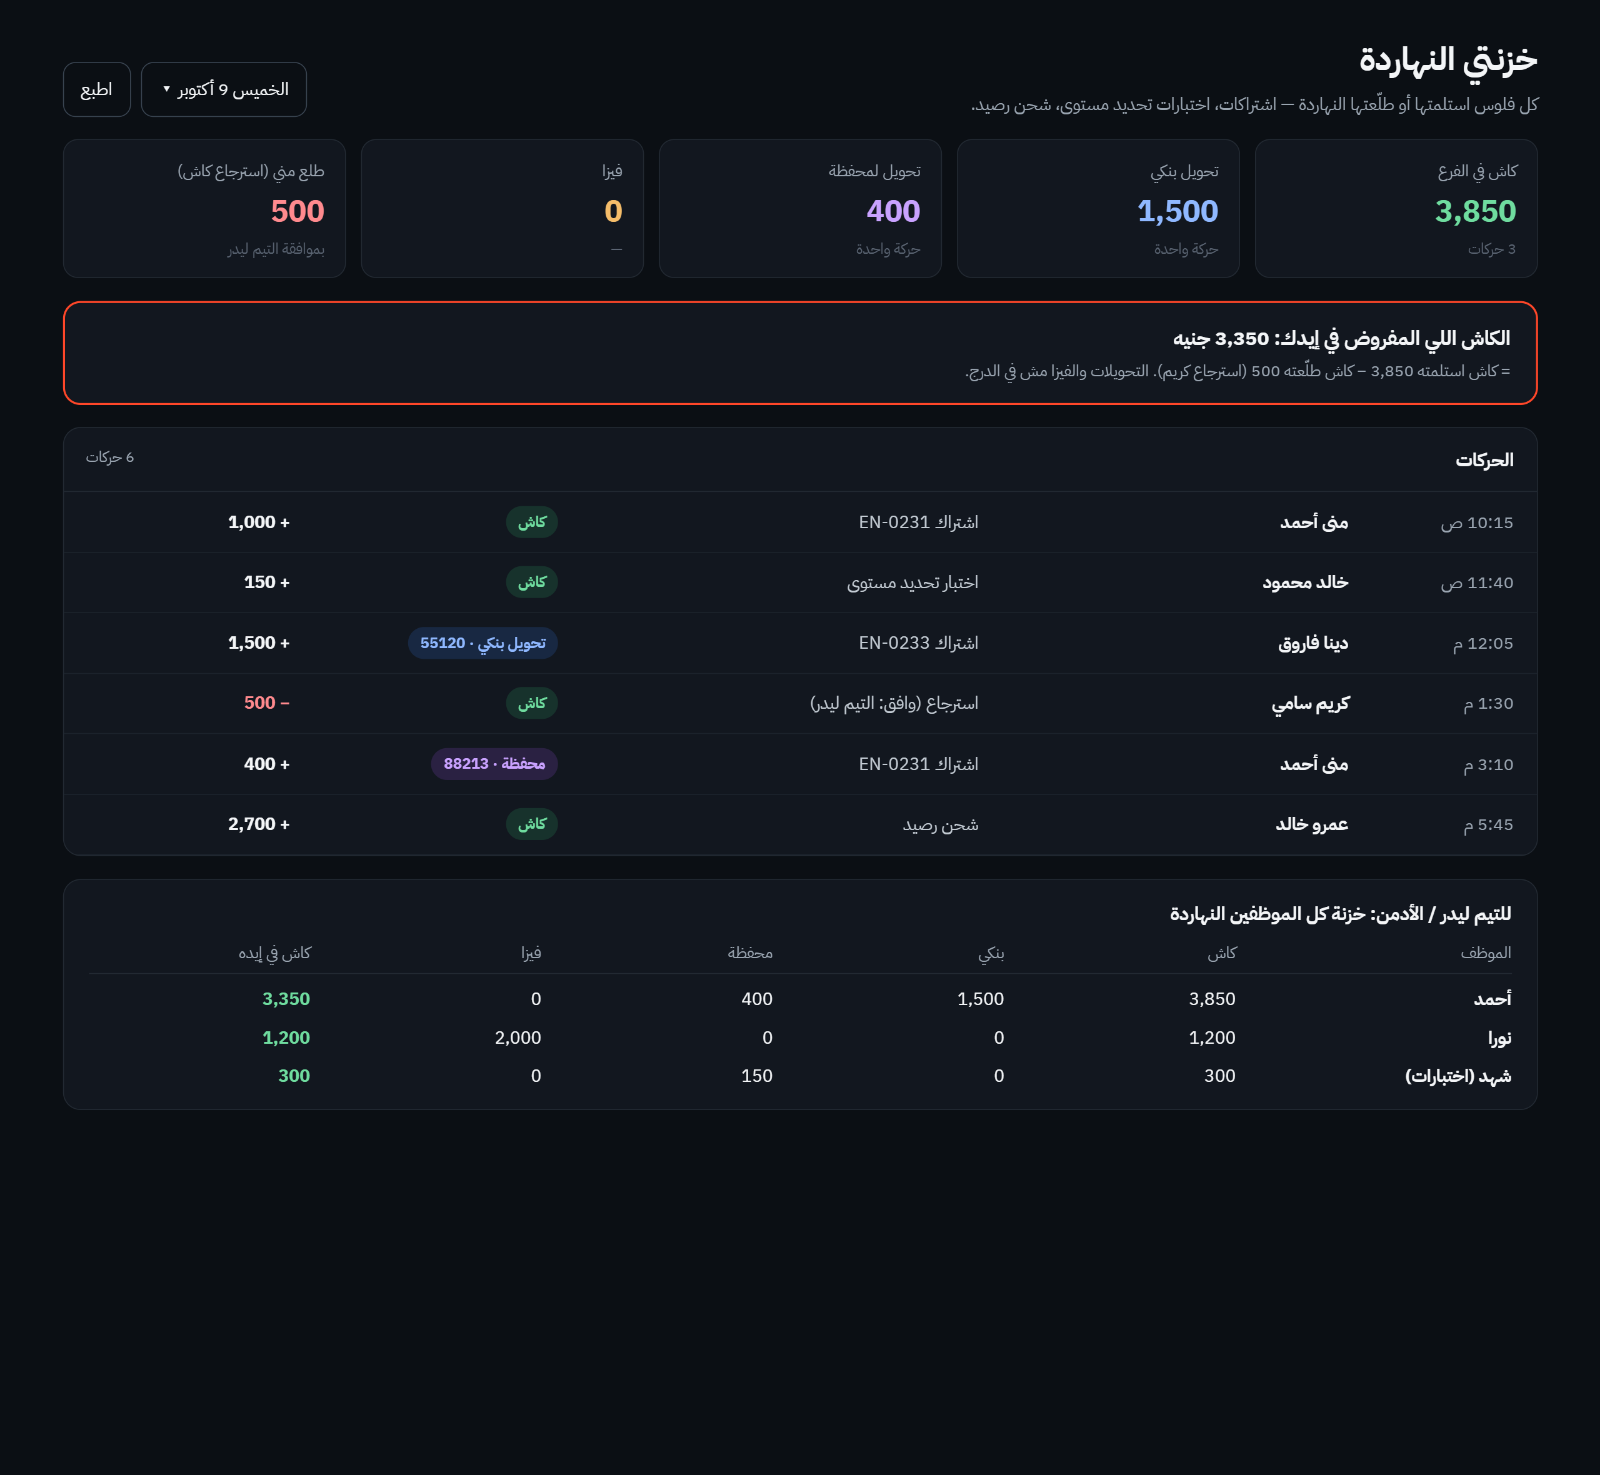 خزنتي النهاردة
كل فلوس استلمتها أو طلّعتها النهاردة — اشتراكات، اختبارات تحديد مستوى، شحن رصيد.
الخميس 9 أكتوبر ▼
اطبع
كاش في الفرع
3,850
3 حركات
تحويل بنكي
1,500
حركة واحدة
تحويل لمحفظة
400
حركة واحدة
فيزا
0
—
طلع مني (استرجاع كاش)
500
بموافقة التيم ليدر
الكاش اللي المفروض في إيدك: 3,350 جنيه
= كاش استلمته 3,850 − كاش طلّعته 500 (استرجاع كريم). التحويلات والفيزا مش في الدرج.
الحركات 6 حركات
10:15 ص منى أحمد اشتراك EN-0231 كاش + 1,000
11:40 ص خالد محمود اختبار تحديد مستوى كاش + 150
12:05 م دينا فاروق اشتراك EN-0233 تحويل بنكي · 55120 + 1,500
1:30 م كريم سامي استرجاع (وافق: التيم ليدر) كاش − 500
3:10 م منى أحمد اشتراك EN-0231 محفظة · 88213 + 400
5:45 م عمرو خالد شحن رصيد كاش + 2,700
للتيم ليدر / الأدمن: خزنة كل الموظفين النهاردة
الموظف كاش بنكي محفظة فيزا كاش في إيده
أحمد 3,850 1,500 400 0 3,350
نورا 1,200 0 0 2,000 1,200
شهد (اختبارات) 300 0 150 0 300